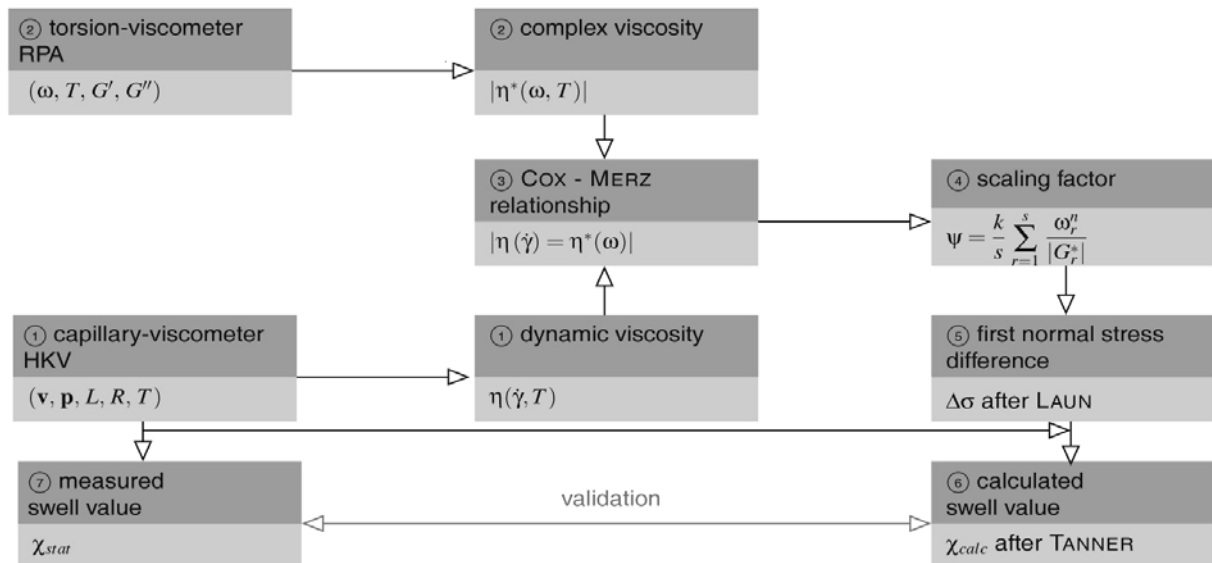 ② torsion-viscometer
RPA
(ω, T, G′, G″)
② complex viscosity
|η*(ω, T)|
③ COX - MERZ
relationship
|η (γ̇) = η*(ω)|
④ scaling factor
ψ = k/s ∑_{r=1}^{s} ω_r^n / |G_r^*|
① capillary-viscometer
HKV
(v, p, L, R, T)
① dynamic viscosity
η(γ̇, T)
⑤ first normal stress
difference
Δσ after LAUN
⑦ measured
swell value
χ_stat
validation
⑥ calculated
swell value
χ_calc after TANNER